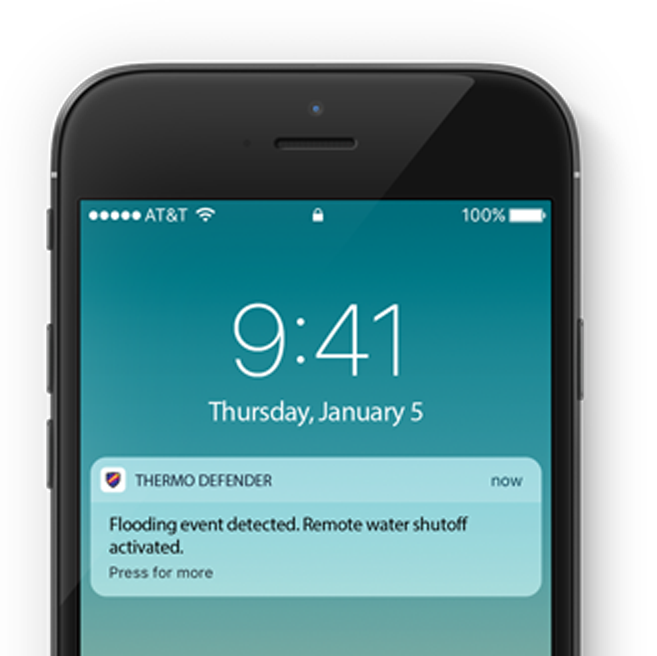 AT&T 100%
9:41
Thursday, January 5
THERMO DEFENDER now
Flooding event detected. Remote water shutoff
activated.
Press for more